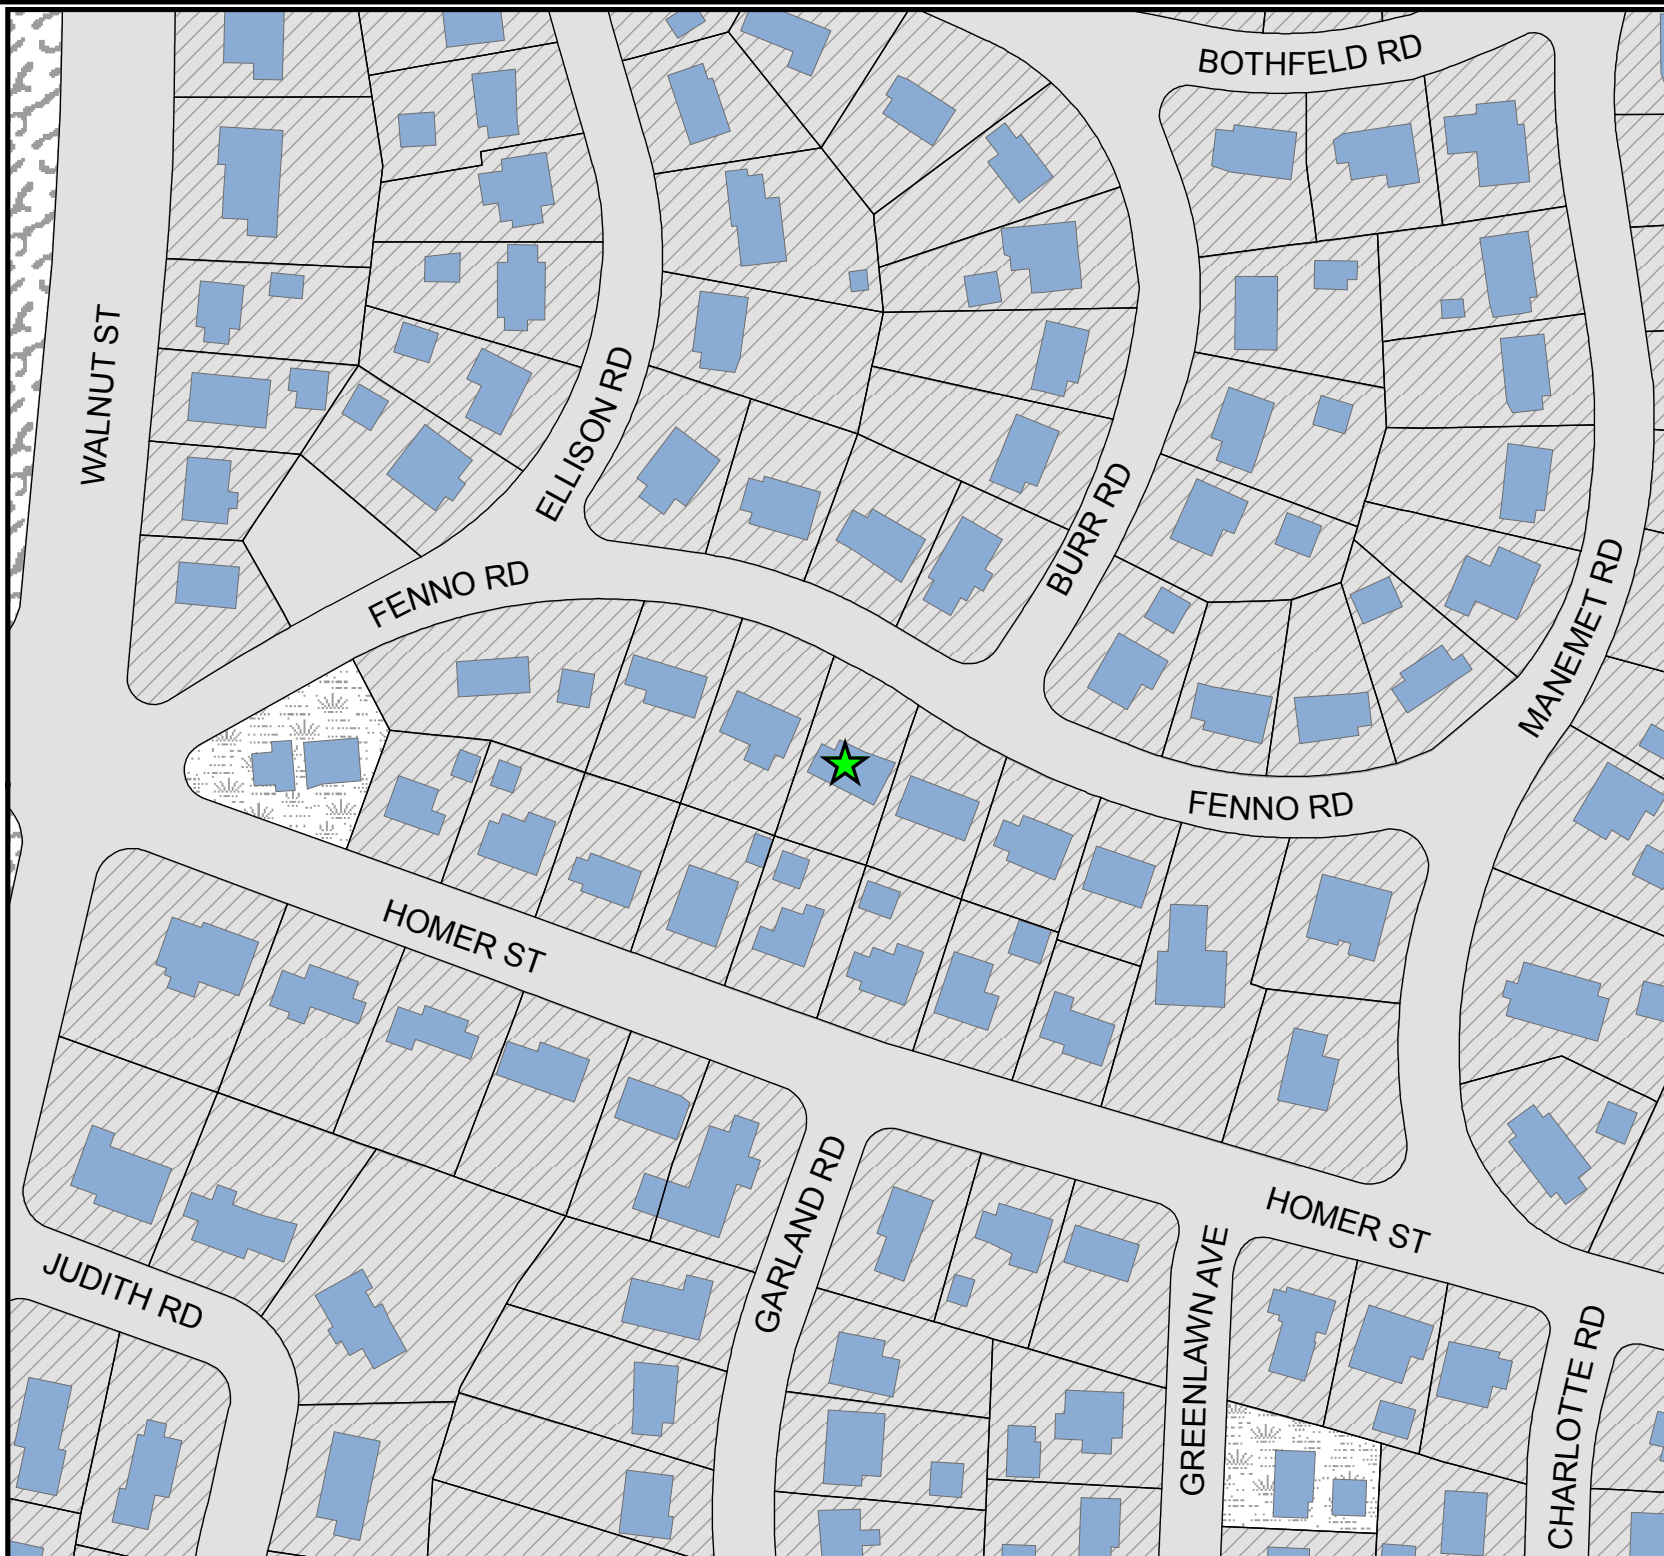 BOTHFELD RD
WALNUT ST
ELLISON RD
BURR RD
FENNO RD
MANEMET RD
FENNO RD
HOMER ST
GARLAND RD
HOMER ST
JUDITH RD
GREENLAWN AVE
CHARLOTTE RD